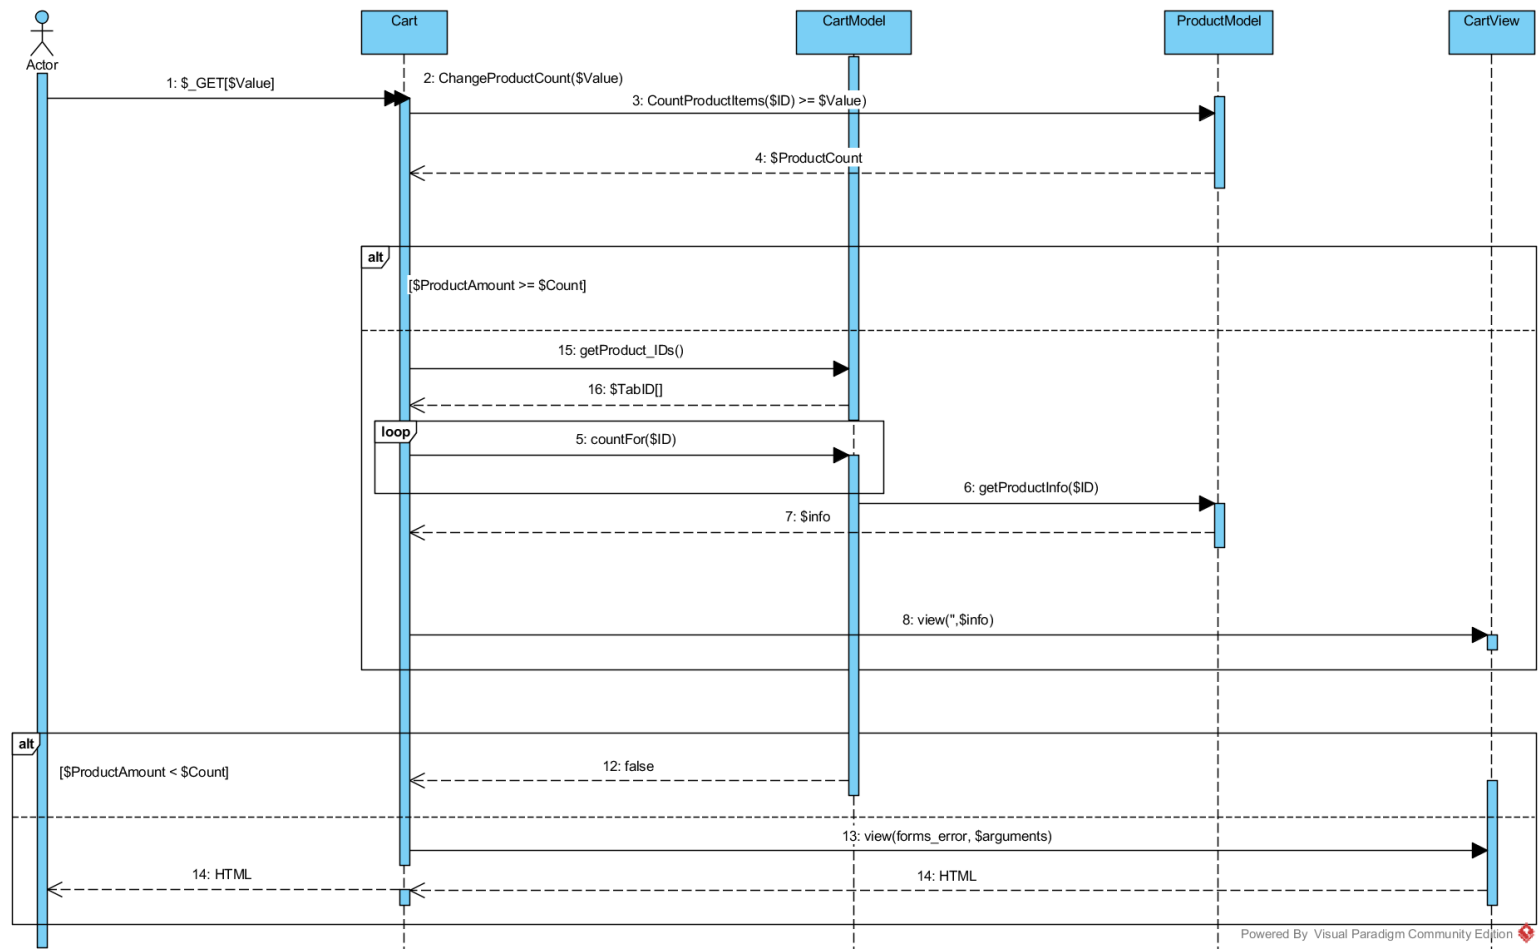 Cart
CartModel
ProductModel
CartView
Actor
1: $_GET[$Value]
2: ChangeProductCount($Value)
3: CountProductItems($ID) >= $Value)
4: $ProductCount
alt
[$ProductAmount >= $Count]
15: getProduct_IDs()
16: $TabID[]
loop
5: countFor($ID)
6: getProductInfo($ID)
7: $info
8: view(",$info)
alt
[$ProductAmount < $Count]
12: false
13: view(forms_error, $arguments)
14: HTML
14: HTML
Powered By Visual Paradigm Community Edition